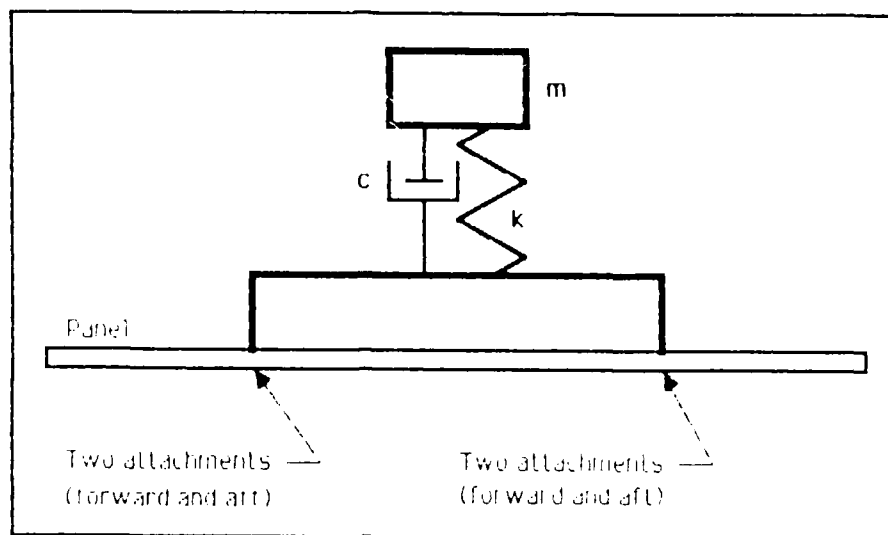 m
c
k
Panel
Two attachments
(forward and aft)
Two attachments
(forward and aft)